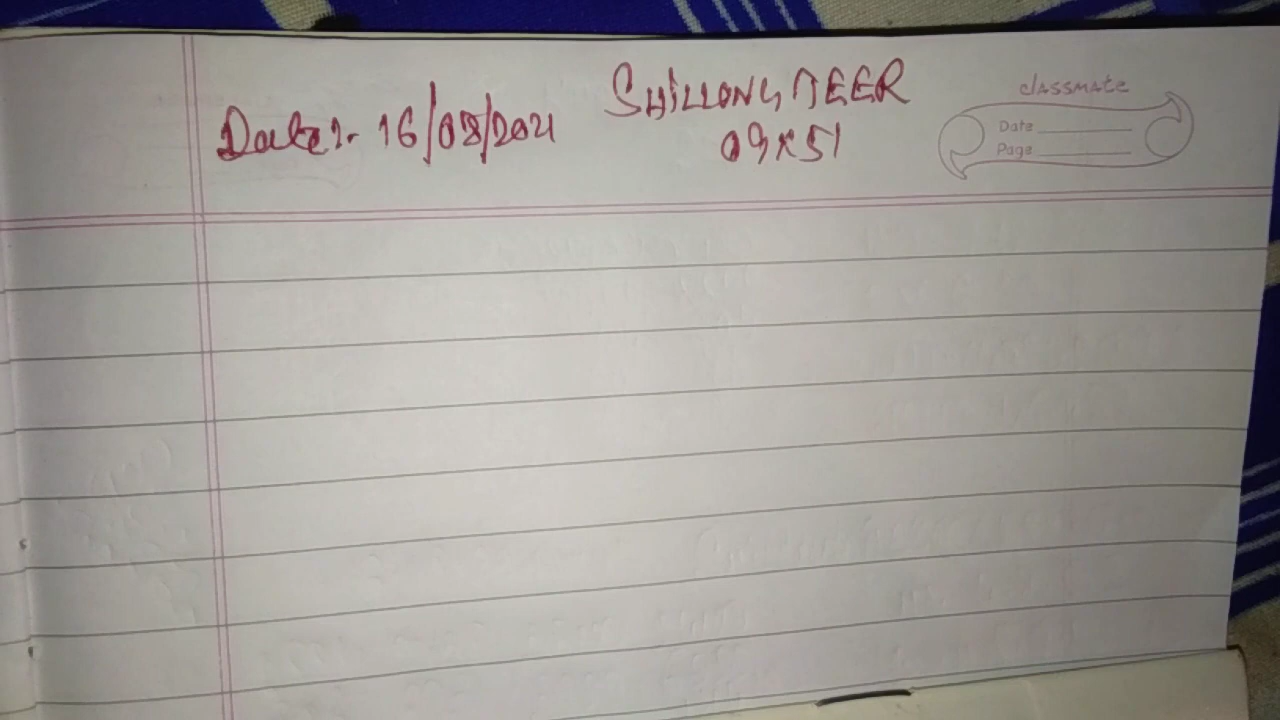 Date:- 16/08/2021
SHILLONG TEER
09x51
classmate
Date
Page